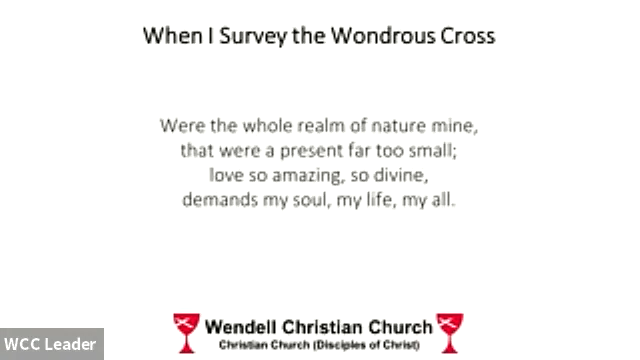 When I Survey the Wondrous Cross
Were the whole realm of nature mine,
that were a present far too small;
love so amazing, so divine,
demands my soul, my life, my all.
Wendell Christian Church
Christian Church (Disciples of Christ)
WCC Leader